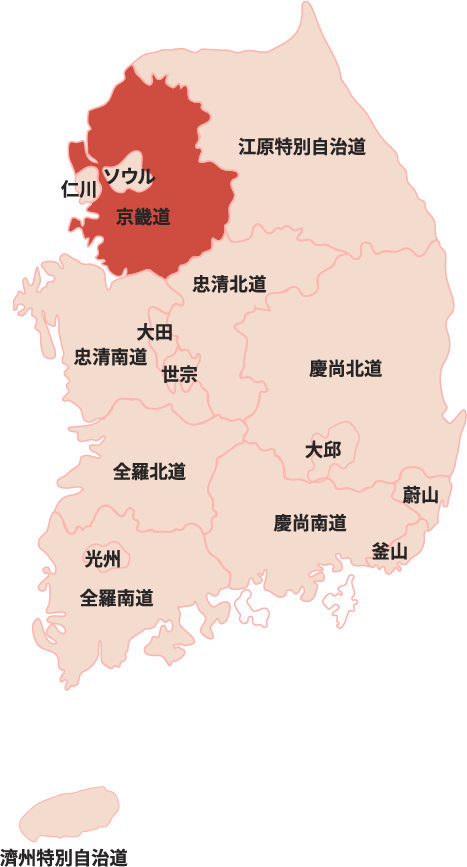 江原特別自治道
ソウル
仁川
京畿道
忠清北道
大田
忠清南道
世宗
慶尚北道
大邱
全羅北道
蔚山
慶尚南道
釜山
光州
全羅南道
濟州特別自治道